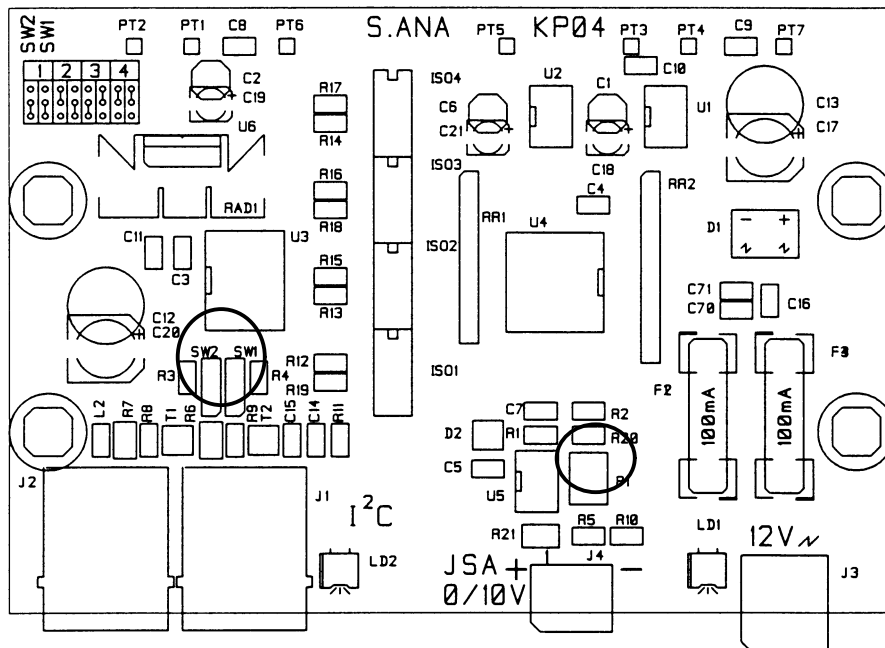 SW2
SW1
PT2 PT1 C8 PT6 S.ANA PT5 KP04 PT3 PT4 C9 PT7
1 2 3 4
C2
C19
U6
R17
R14
ISO4
C6
C21
U2
C1
C18
C10
U1
C13
C17
RAD1
R16
R18
ISO3
RR1
C4
RR2
C11
C3
U3
R15
R13
ISO2
U4
D1
- +
C12
C20
C71
C70
C16
SW2 SW1
R3 R4
R12
R19
ISO1
100mA
100mA
L2 R7 R8 T1 R6 R9 T2 C15 C14 R11
C7 R2
D2 R1 R20
C5 U5 P1
J2 J1
I²C
LD2
R21 R5 R10
LD1
12V
JSA + 1 J4 -
0/10V
J3